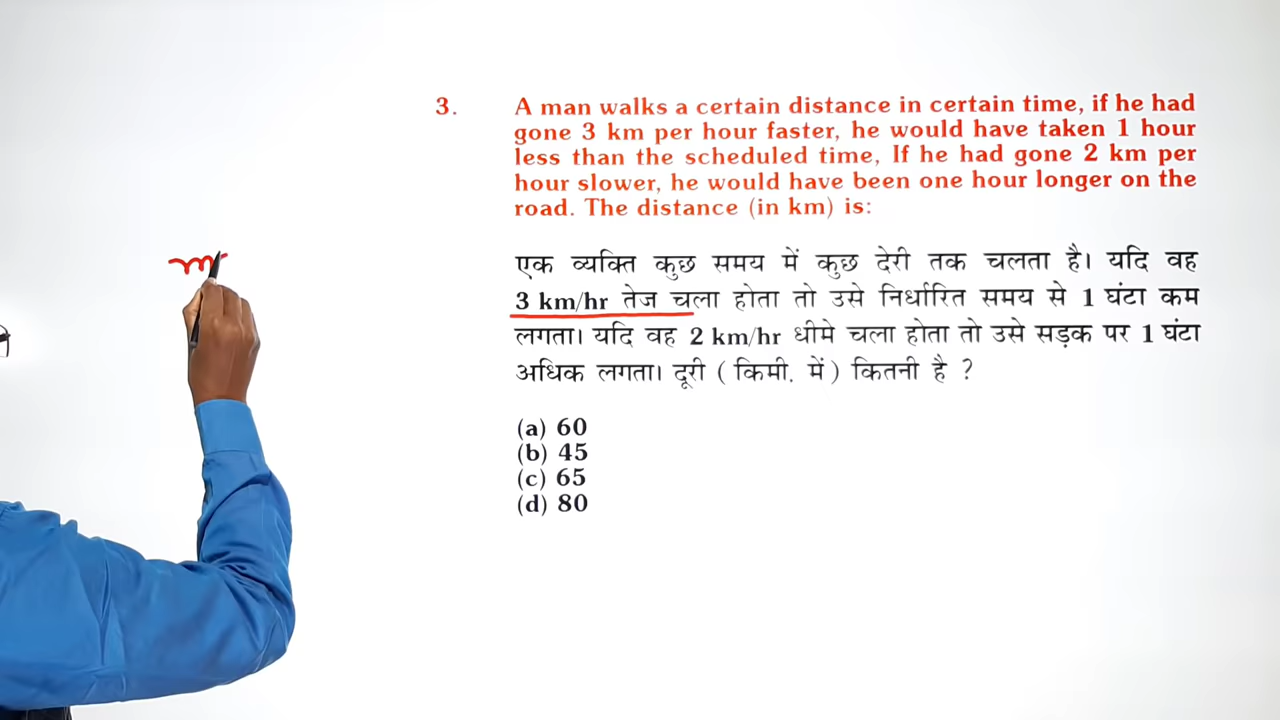 3. A man walks a certain distance in certain time, if he had
gone 3 km per hour faster, he would have taken 1 hour
less than the scheduled time, If he had gone 2 km per
hour slower, he would have been one hour longer on the
road. The distance (in km) is:
एक व्यक्ति कुछ समय में कुछ देरी तक चलता है। यदि वह
3 km/hr तेज चला होता तो उसे निर्धारित समय से 1 घंटा कम
लगता। यदि वह 2 km/hr धीमे चला होता तो उसे सड़क पर 1 घंटा
अधिक लगता। दूरी ( किमी. में ) कितनी है ?
(a) 60
(b) 45
(c) 65
(d) 80